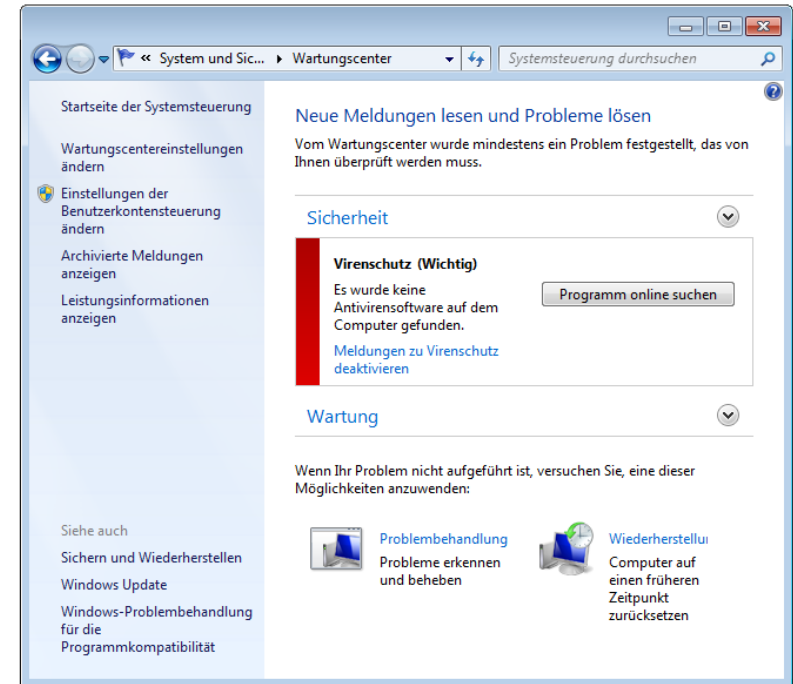 « System und Sic... ▸ Wartungscenter
Systemsteuerung durchsuchen
Startseite der Systemsteuerung
Wartungscentereinstellungen
ändern
Einstellungen der
Benutzerkontensteuerung
ändern
Archivierte Meldungen
anzeigen
Leistungsinformationen
anzeigen
Siehe auch
Sichern und Wiederherstellen
Windows Update
Windows-Problembehandlung
für die
Programmkompatibilität
Neue Meldungen lesen und Probleme lösen
Vom Wartungscenter wurde mindestens ein Problem festgestellt, das von
Ihnen überprüft werden muss.
Sicherheit
Virenschutz (Wichtig)
Es wurde keine
Antivirensoftware auf dem
Computer gefunden.
Programm online suchen
Meldungen zu Virenschutz
deaktivieren
Wartung
Wenn Ihr Problem nicht aufgeführt ist, versuchen Sie, eine dieser
Möglichkeiten anzuwenden:
Problembehandlung
Probleme erkennen
und beheben
Wiederherstellu
Computer auf
einen früheren
Zeitpunkt
zurücksetzen